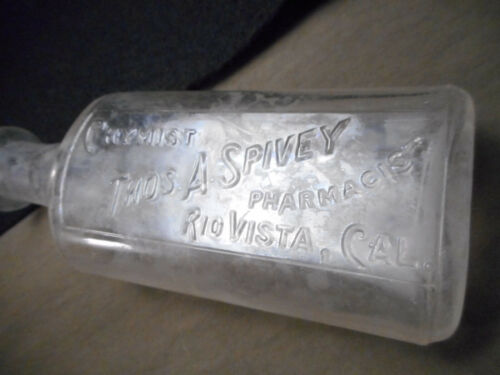 CHEMIST
THOS. A. SPIVEY
PHARMACIST
RIO VISTA, CAL.